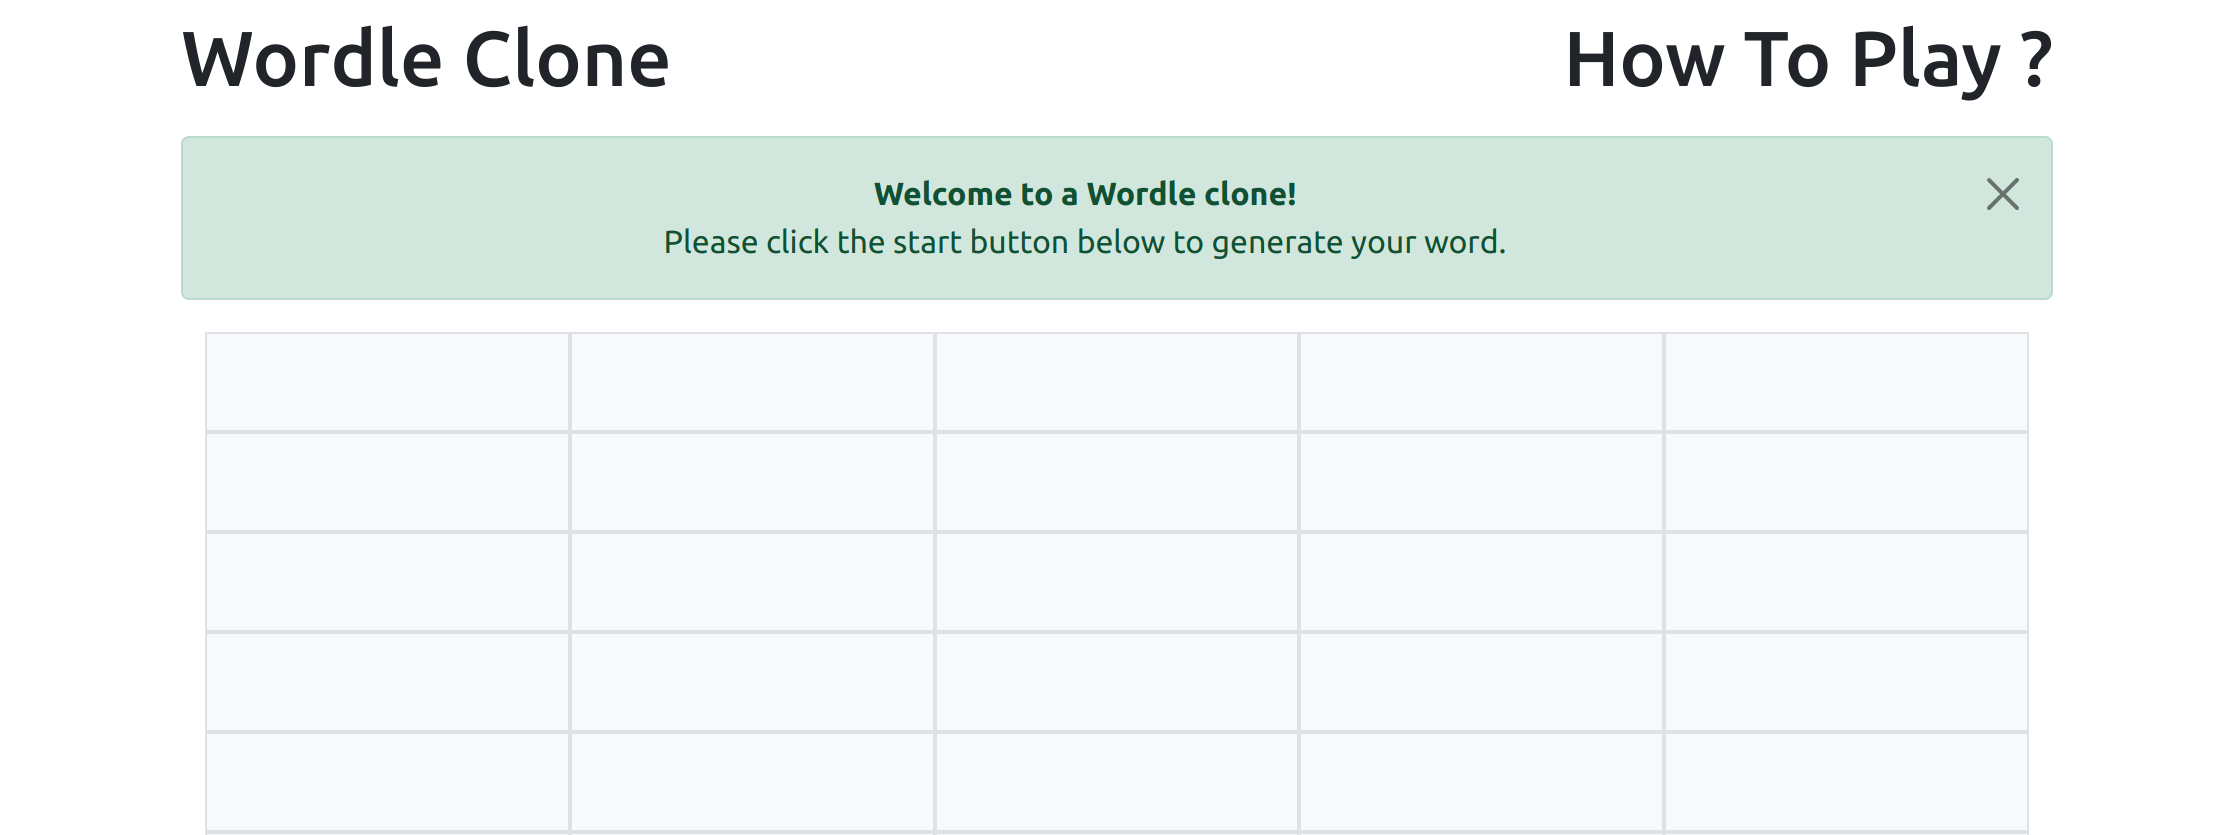 Wordle Clone
How To Play ?
Welcome to a Wordle clone!
Please click the start button below to generate your word.